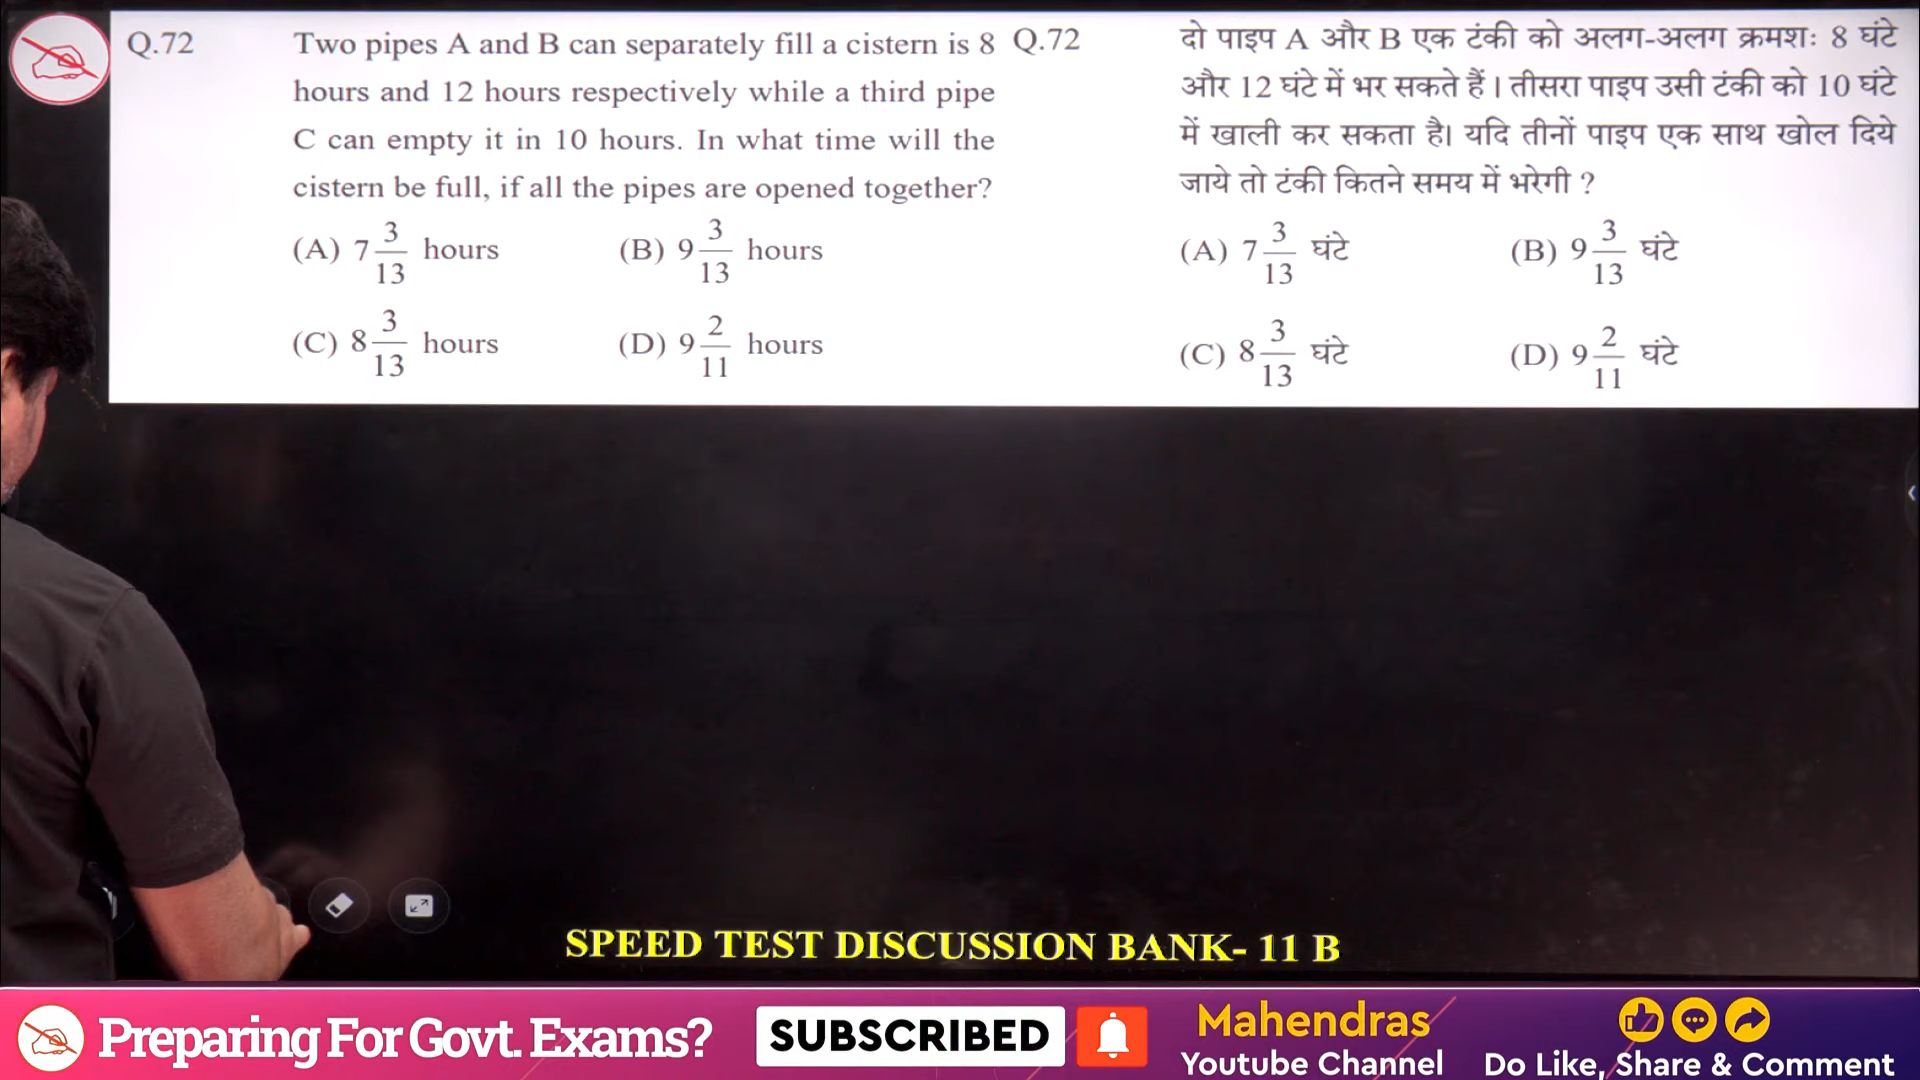 Q.72
Two pipes A and B can separately fill a cistern is 8
hours and 12 hours respectively while a third pipe
C can empty it in 10 hours. In what time will the
cistern be full, if all the pipes are opened together?
(A) 7 3/13 hours (B) 9 3/13 hours
(C) 8 3/13 hours (D) 9 2/11 hours
Q.72
दो पाइप A और B एक टंकी को अलग-अलग क्रमशः 8 घंटे
और 12 घंटे में भर सकते हैं। तीसरा पाइप उसी टंकी को 10 घंटे
में खाली कर सकता है। यदि तीनों पाइप एक साथ खोल दिये
जाये तो टंकी कितने समय में भरेगी ?
(A) 7 3/13 घंटे (B) 9 3/13 घंटे
(C) 8 3/13 घंटे (D) 9 2/11 घंटे
SPEED TEST DISCUSSION BANK- 11 B
Preparing For Govt. Exams?
SUBSCRIBED
Mahendras
Youtube Channel
Do Like, Share & Comment